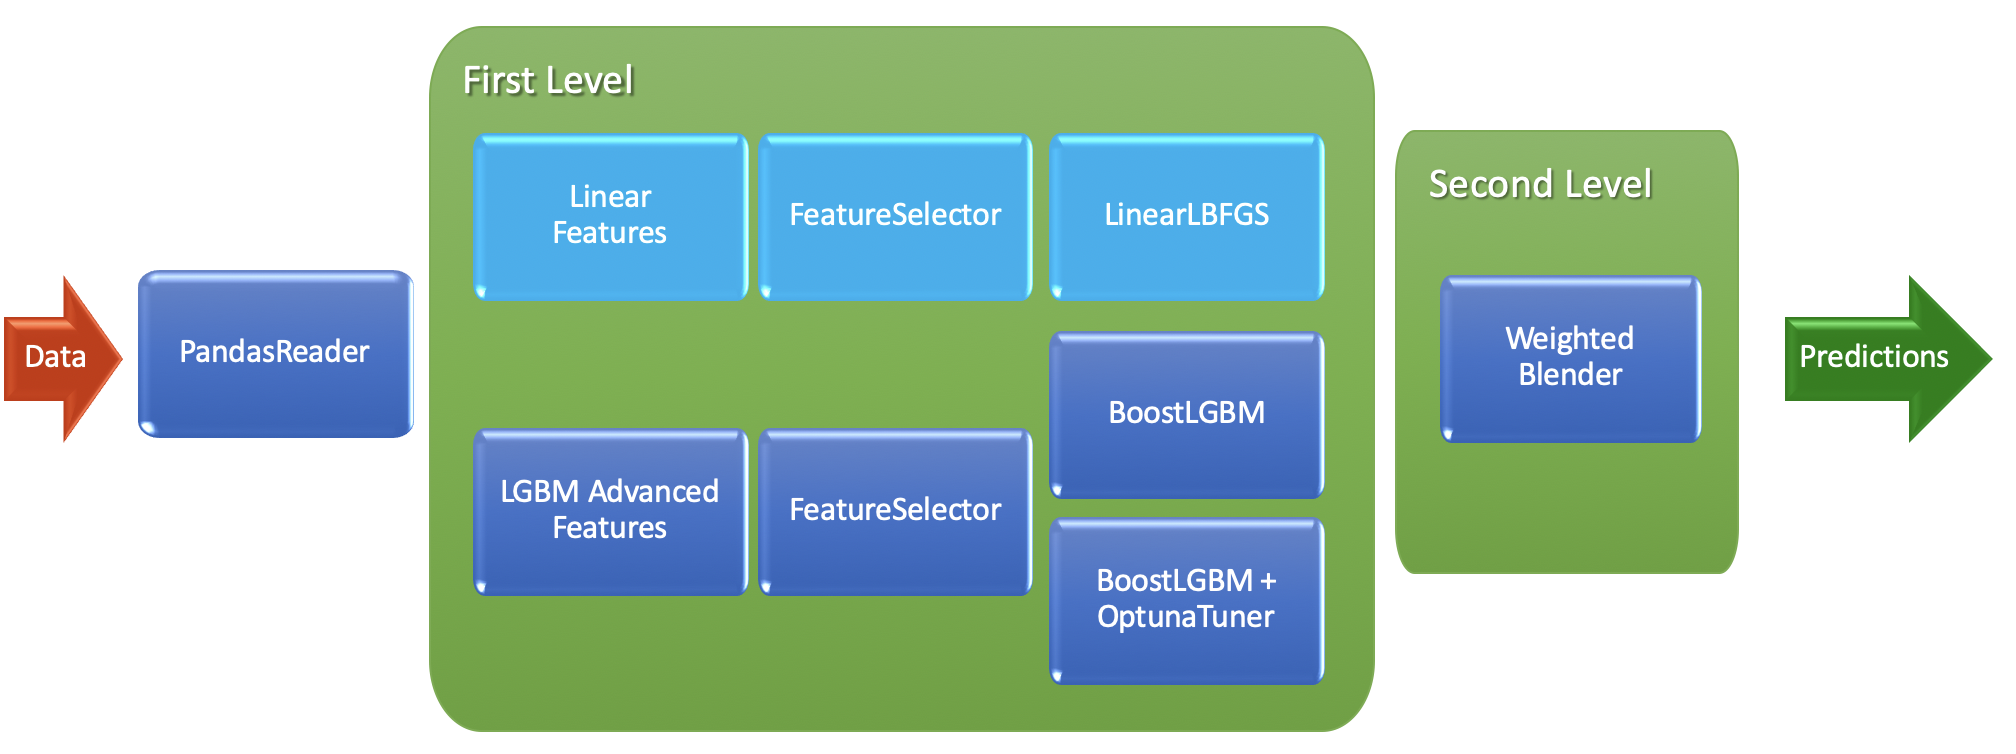 First Level
Linear
Features
FeatureSelector
LinearLBFGS
Second Level
Data
PandasReader
Weighted
Blender
Predictions
BoostLGBM
LGBM Advanced
Features
FeatureSelector
BoostLGBM +
OptunaTuner